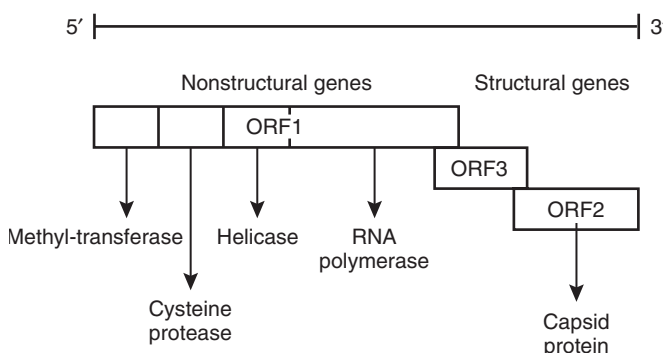 5′ 3′
Nonstructural genes Structural genes
ORF1
ORF3
ORF2
Methyl-transferase Helicase RNA
polymerase
Cysteine
protease
Capsid
protein